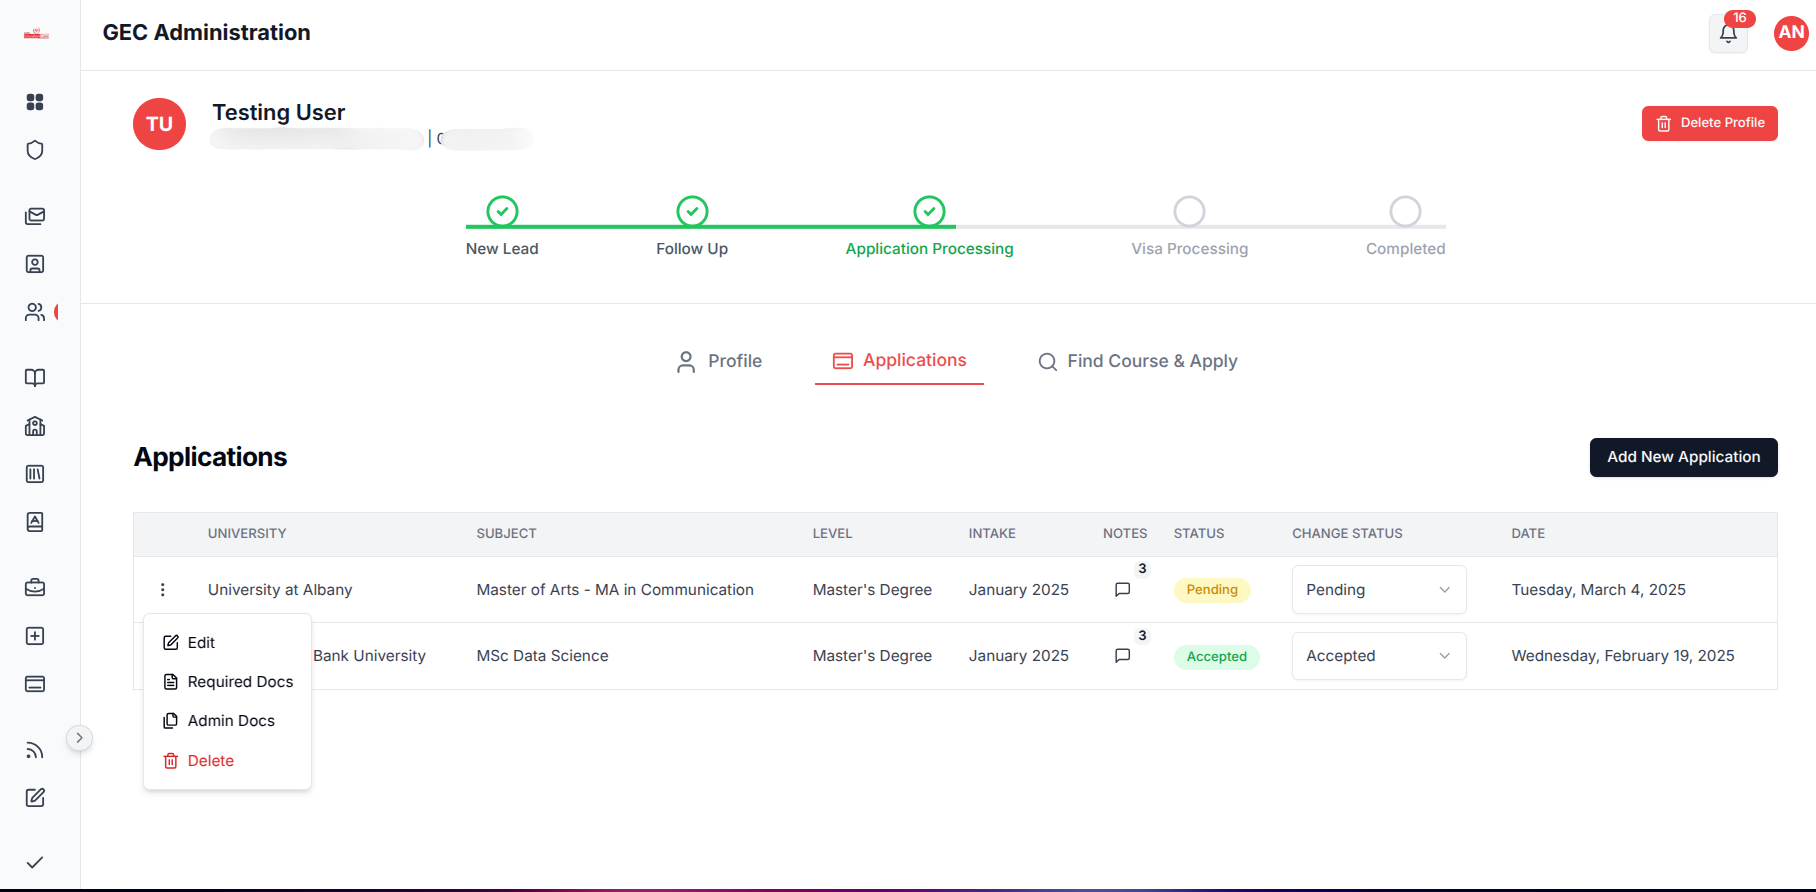 GEC Administration
16
AN
TU
Testing User
|
Delete Profile
New Lead
Follow Up
Application Processing
Visa Processing
Completed
Profile
Applications
Find Course & Apply
Applications
Add New Application
UNIVERSITY SUBJECT LEVEL INTAKE NOTES STATUS CHANGE STATUS DATE
University at Albany Master of Arts - MA in Communication Master's Degree January 2025 3 Pending Pending Tuesday, March 4, 2025
Bank University MSc Data Science Master's Degree January 2025 3 Accepted Accepted Wednesday, February 19, 2025
Edit
Required Docs
Admin Docs
Delete